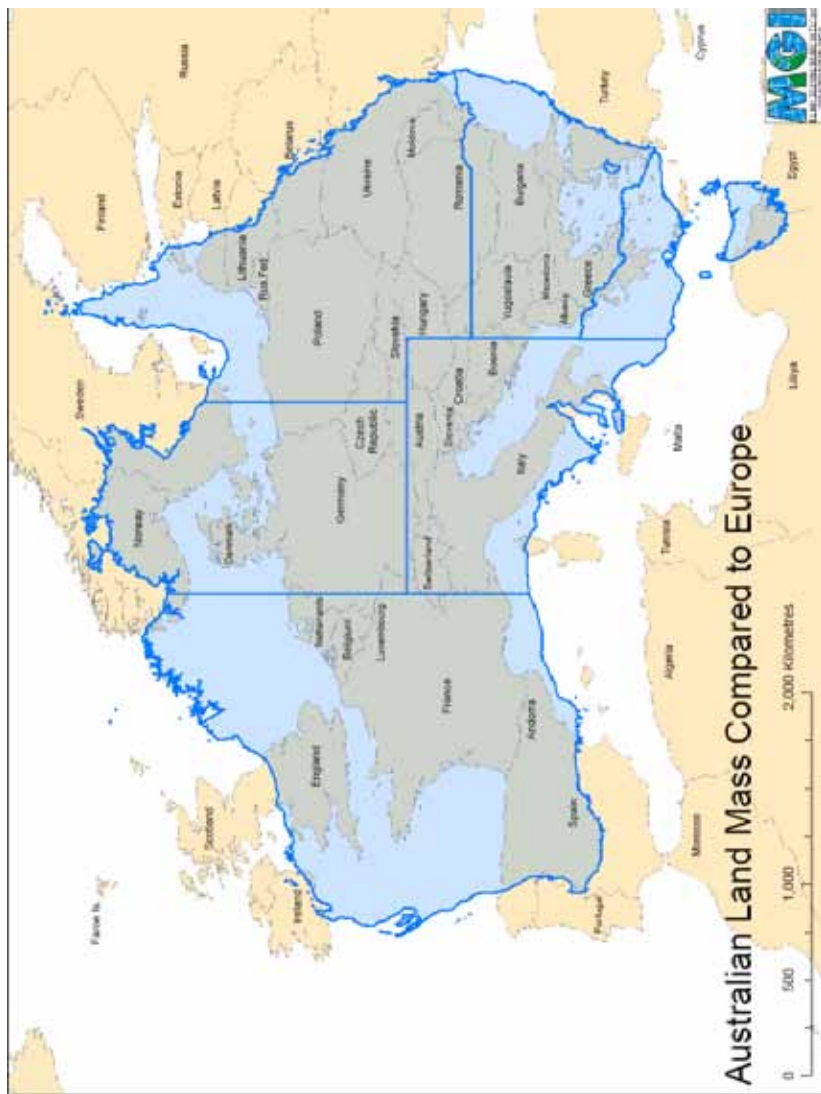 Faroe Is.
Finland
Russia
Sweden
Norway
Estonia
Latvia
Scotland
Lithuania
Rus.Fed.
Belarus
Denmark
Ireland
England
Netherlands
Belgium
Luxembourg
Germany
Poland
Czech
Republic
Slovakia
Ukraine
Moldova
France
Switzerland
Austria
Hungary
Romania
Slovenia
Croatia
Bosnia
Yugoslavia
Bulgaria
Andorra
Italy
Macedonia
Albany
Greece
Turkey
Portugal
Spain
Malta
Cyprus
Morocco
Algeria
Tunisia
Libya
Egypt
Australian Land Mass Compared to Europe
0
500
1,000
2,000 Kilometres
MGI